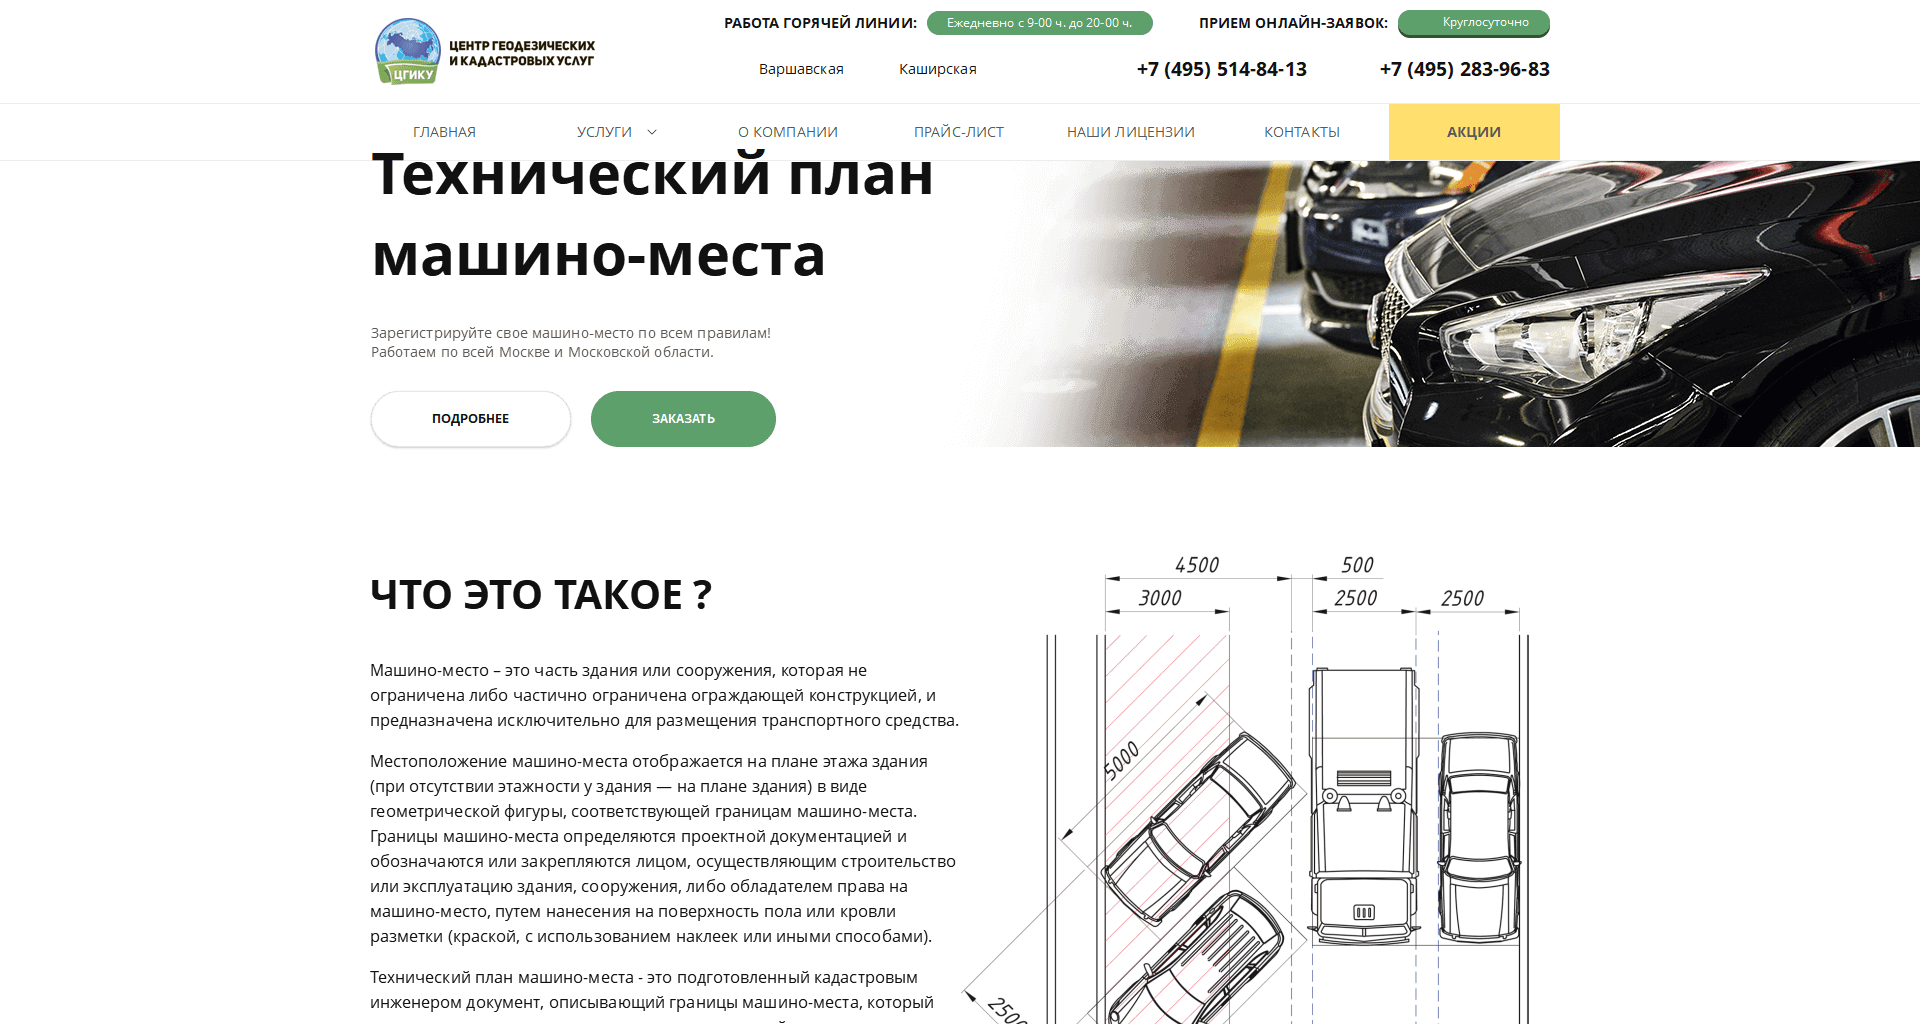 РАБОТА ГОРЯЧЕЙ ЛИНИИ: Ежедневно с 9-00 ч. до 20-00 ч. ПРИЕМ ОНЛАЙН-ЗАЯВОК: Круглосуточно
ЦГИКУ
ЦЕНТР ГЕОДЕЗИЧЕСКИХ
И КАДАСТРОВЫХ УСЛУГ
Варшавская Каширская +7 (495) 514-84-13 +7 (495) 283-96-83
ГЛАВНАЯ УСЛУГИ О КОМПАНИИ ПРАЙС-ЛИСТ НАШИ ЛИЦЕНЗИИ КОНТАКТЫ АКЦИИ
Технический план
машино-места
Зарегистрируйте свое машино-место по всем правилам!
Работаем по всей Москве и Московской области.
ПОДРОБНЕЕ ЗАКАЗАТЬ
ЧТО ЭТО ТАКОЕ ?
Машино-место – это часть здания или сооружения, которая не
ограничена либо частично ограничена ограждающей конструкцией, и
предназначена исключительно для размещения транспортного средства.
Местоположение машино-места отображается на плане этажа здания
(при отсутствии этажности у здания — на плане здания) в виде
геометрической фигуры, соответствующей границам машино-места.
Границы машино-места определяются проектной документацией и
обозначаются или закрепляются лицом, осуществляющим строительство
или эксплуатацию здания, сооружения, либо обладателем права на
машино-место, путем нанесения на поверхность пола или кровли
разметки (краской, с использованием наклеек или иными способами).
Технический план машино-места - это подготовленный кадастровым
инженером документ, описывающий границы машино-места, который
4500 500
3000 2500 2500
5000
2500